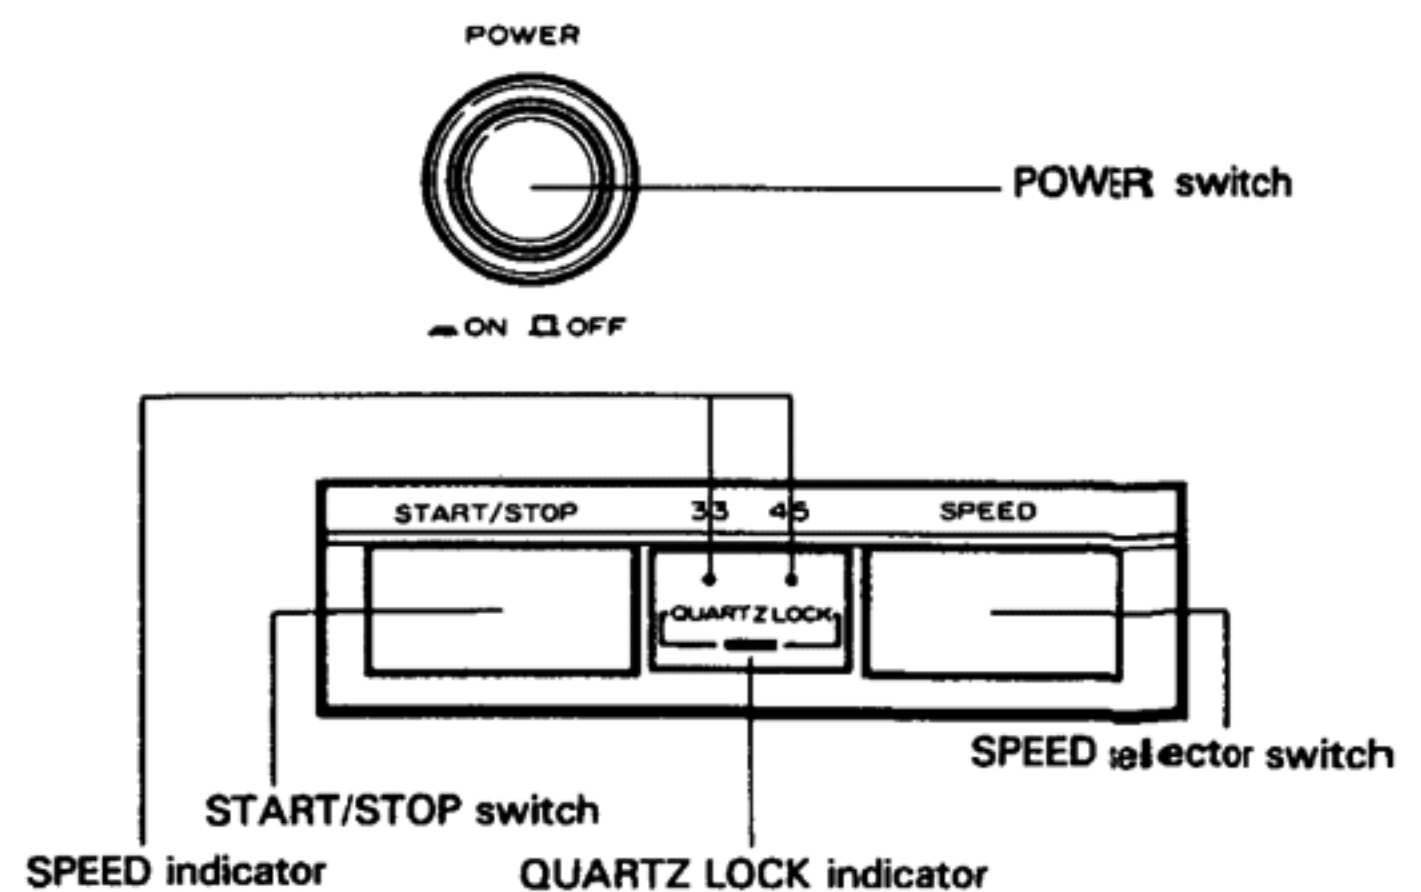 POWER
POWER switch
ON OFF
START/STOP 33 45 SPEED
QUARTZ LOCK
SPEED selector switch
START/STOP switch
SPEED indicator QUARTZ LOCK indicator